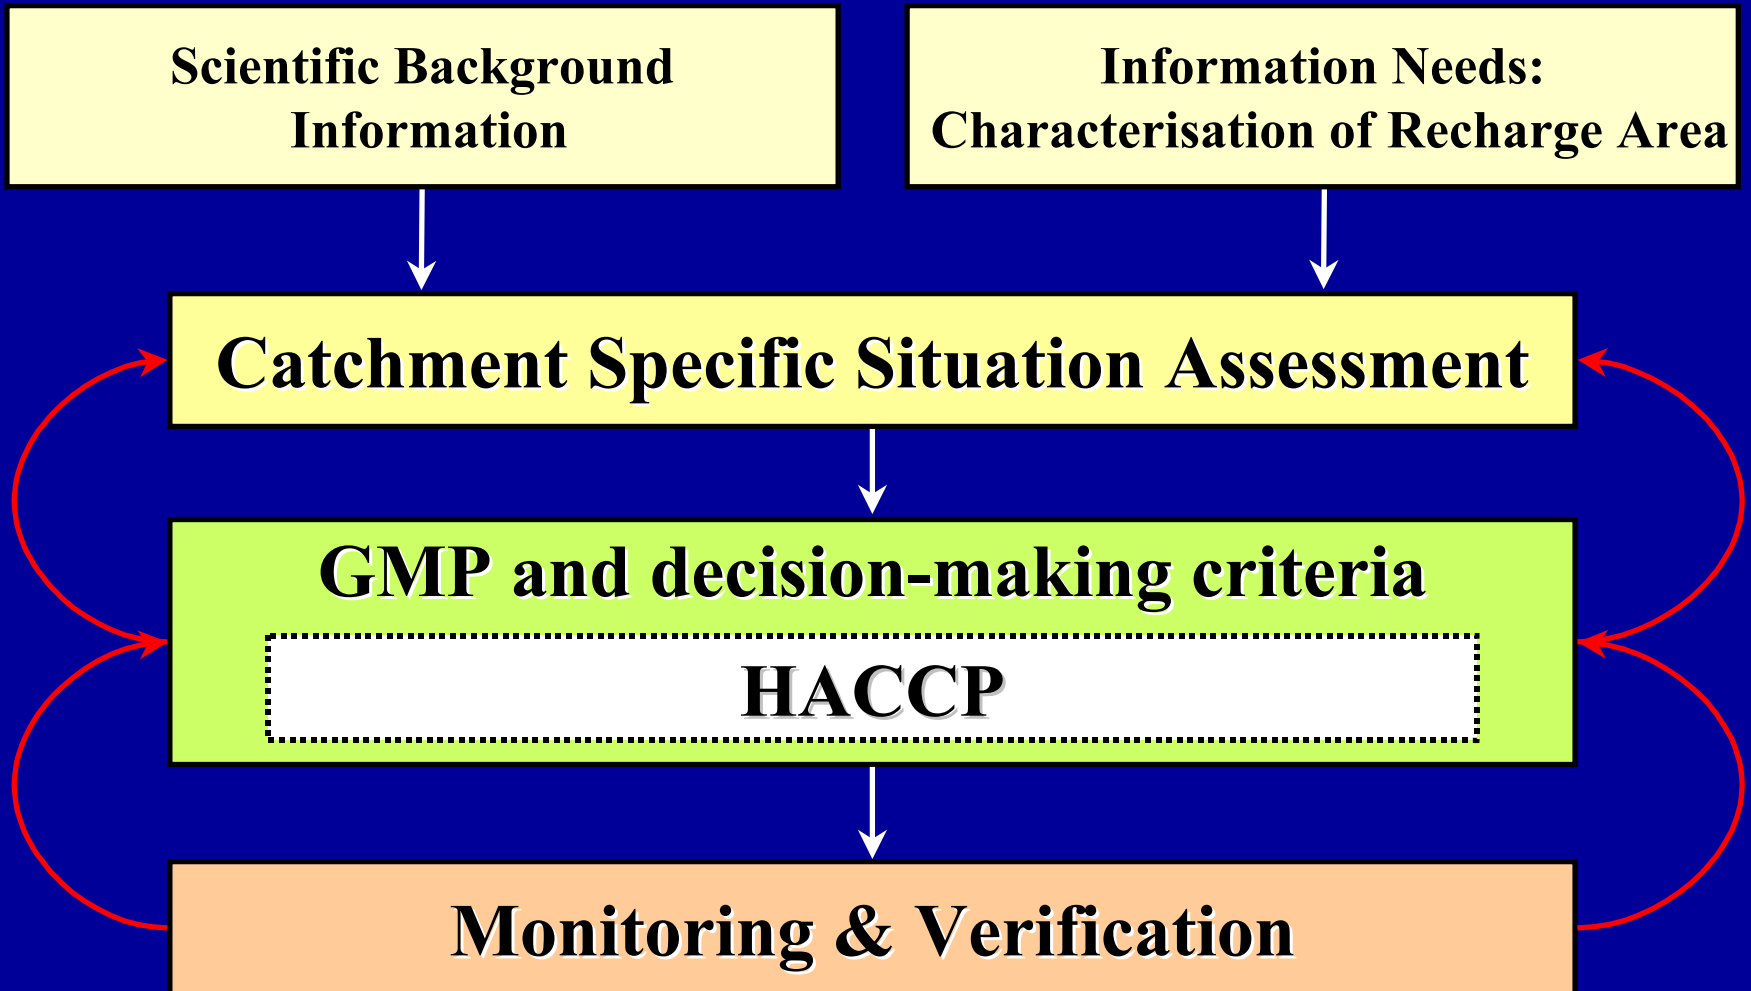 Scientific Background
Information
Information Needs:
Characterisation of Recharge Area
Catchment Specific Situation Assessment
GMP and decision-making criteria
HACCP
Monitoring & Verification